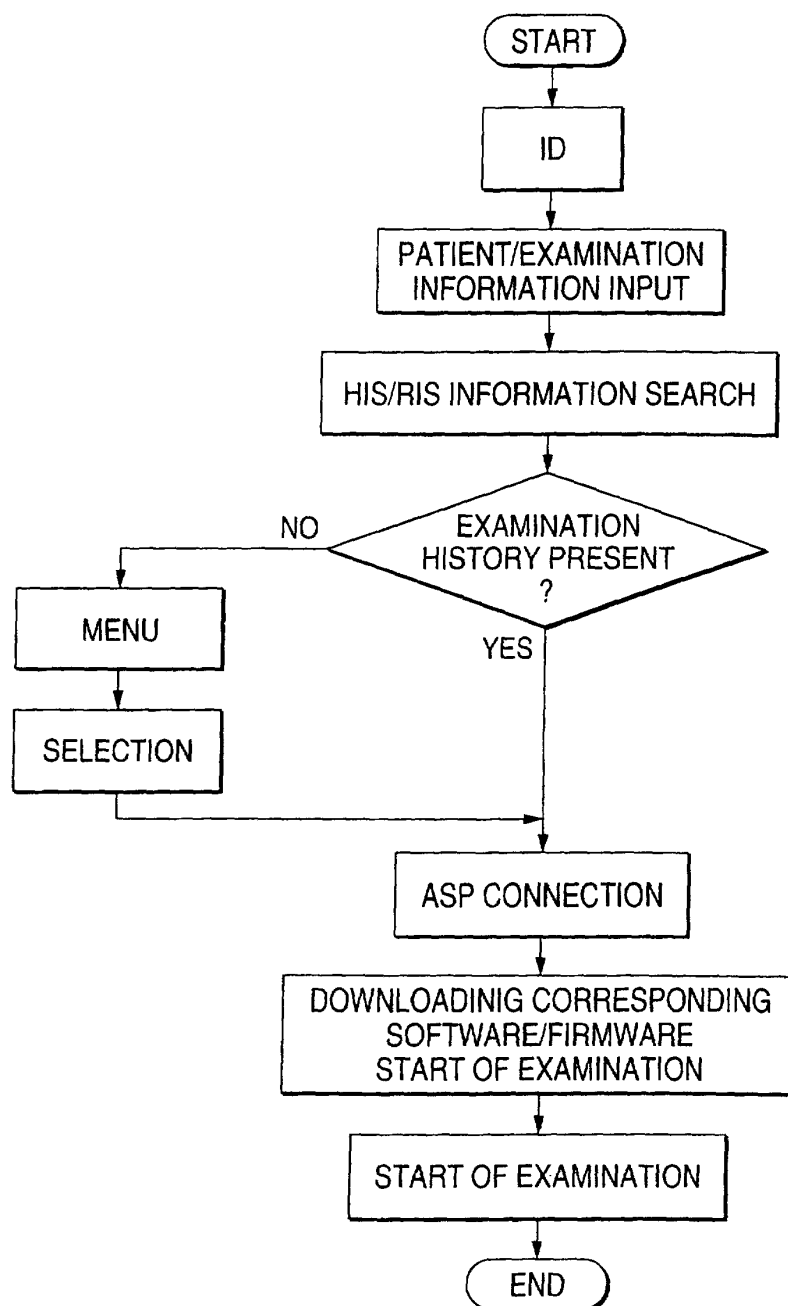 START
ID
PATIENT/EXAMINATION
INFORMATION INPUT
HIS/RIS INFORMATION SEARCH
NO
EXAMINATION
HISTORY PRESENT
?
MENU
YES
SELECTION
ASP CONNECTION
DOWNLOADINIG CORRESPONDING
SOFTWARE/FIRMWARE
START OF EXAMINATION
START OF EXAMINATION
END